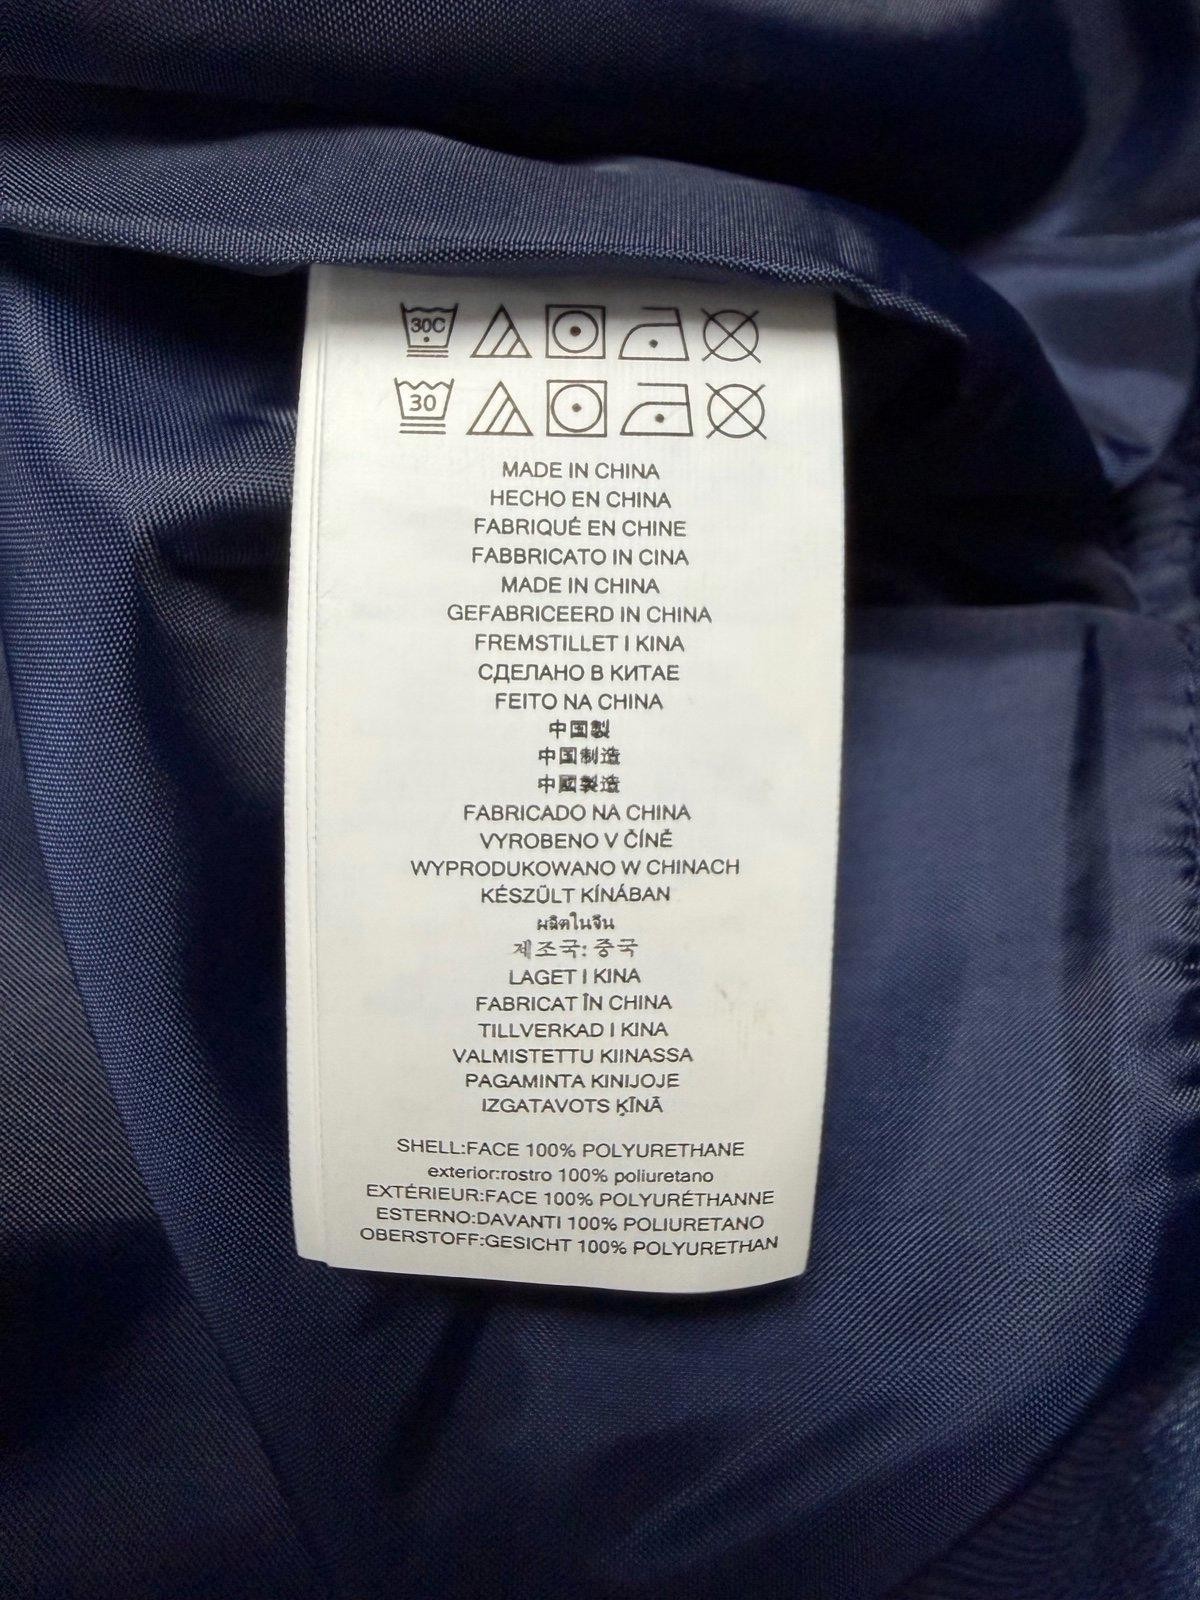 30C
30
MADE IN CHINA
HECHO EN CHINA
FABRIQUÉ EN CHINE
FABBRICATO IN CINA
MADE IN CHINA
GEFABRICEERD IN CHINA
FREMSTILLET I KINA
СДЕЛАНО В КИТАЕ
FEITO NA CHINA
中国製
中国制造
中國製造
FABRICADO NA CHINA
VYROBENO V ČÍNĚ
WYPRODUKOWANO W CHINACH
KÉSZÜLT KÍNÁBAN
ผลิตในจีน
제조국: 중국
LAGET I KINA
FABRICAT ÎN CHINA
TILLVERKAD I KINA
VALMISTETTU KIINASSA
PAGAMINTA KINIJOJE
IZGATAVOTS ĶĪNĀ
SHELL:FACE 100% POLYURETHANE
exterior:rostro 100% poliuretano
EXTÉRIEUR:FACE 100% POLYURÉTHANNE
ESTERNO:DAVANTI 100% POLIURETANO
OBERSTOFF:GESICHT 100% POLYURETHAN